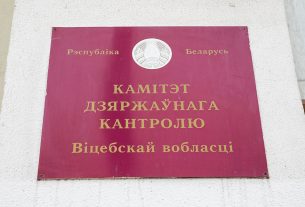 Рэспубліка Беларусь
КАМІТЭТ
ДЗЯРЖАЎНАГА
КАНТРОЛЮ
Віцебскай вобласці